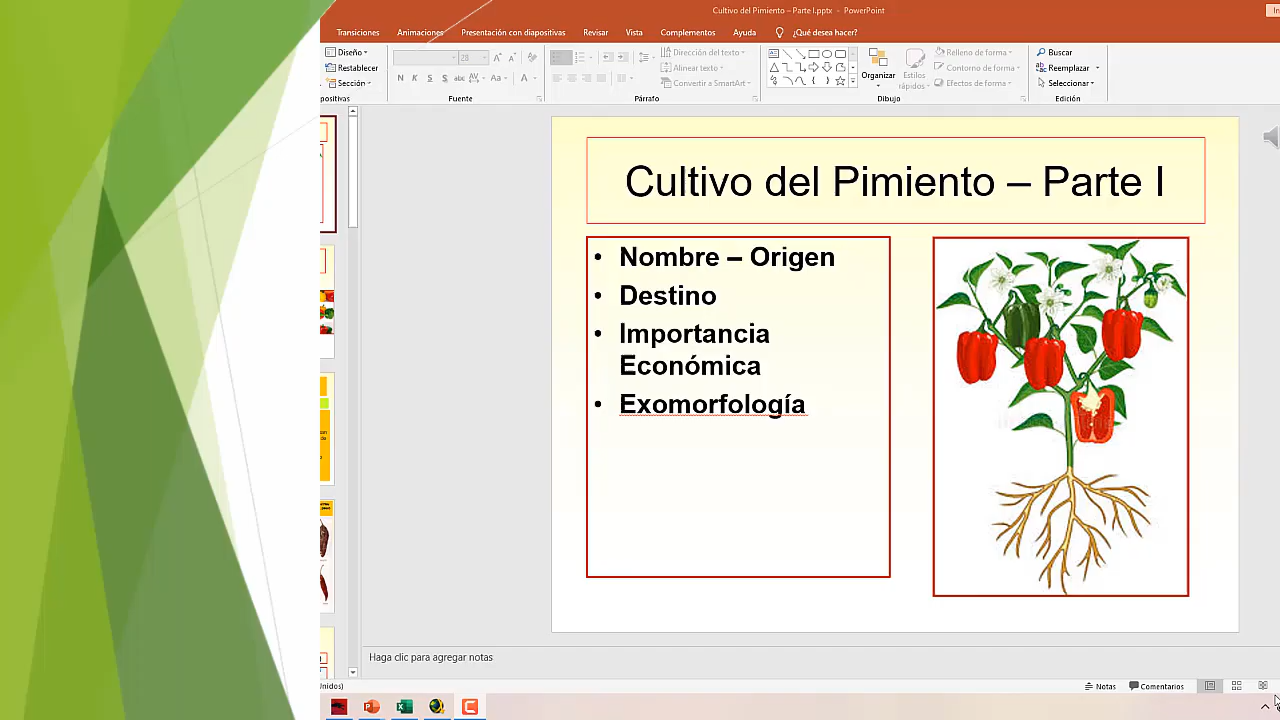 Cultivo del Pimiento – Parte I.pptx - PowerPoint
Transiciones Animaciones Presentación con diapositivas Revisar Vista Complementos Ayuda ¿Qué desea hacer?
Diseño
Restablecer
Sección
28
Dirección del texto
Alinear texto
Convertir a SmartArt
Organizar
Estilos rápidos
Relleno de forma
Contorno de forma
Efectos de forma
Buscar
Reemplazar
Seleccionar
Fuente Párrafo Dibujo Edición
Cultivo del Pimiento – Parte I
• Nombre – Origen
• Destino
• Importancia
Económica
• Exomorfología
Haga clic para agregar notas
Notas Comentarios